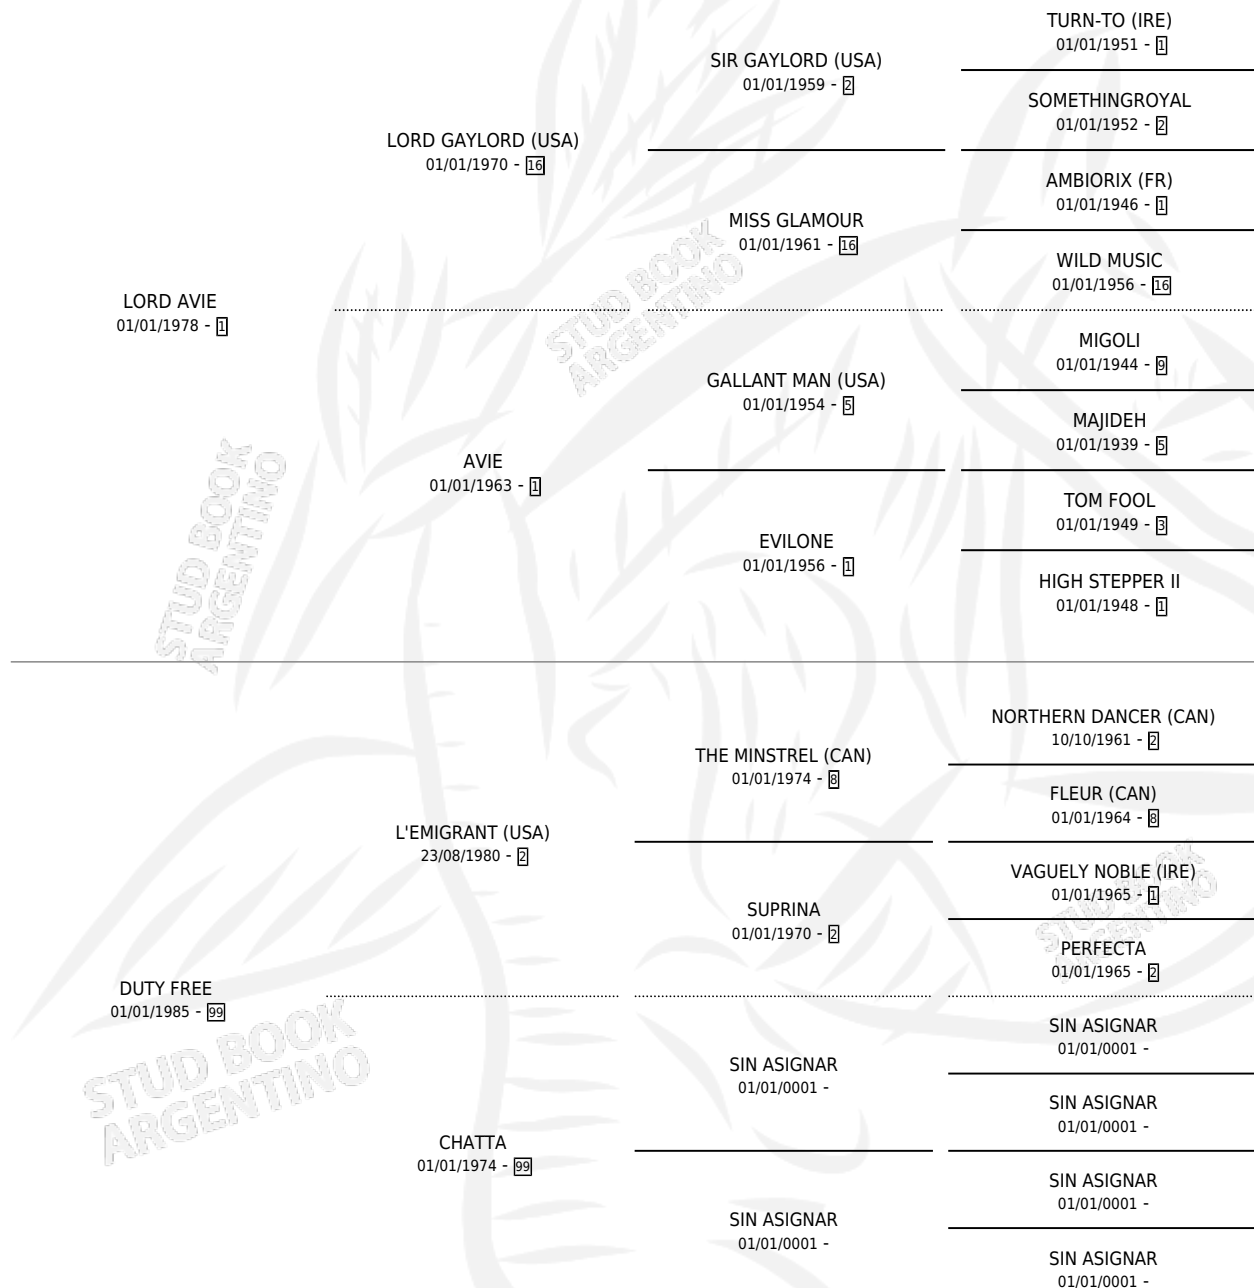 TURN-TO (IRE)
01/01/1951 - 1
SIR GAYLORD (USA)
01/01/1959 - 2
SOMETHINGROYAL
01/01/1952 - 2
LORD GAYLORD (USA)
01/01/1970 - 16
AMBIORIX (FR)
01/01/1946 - 1
MISS GLAMOUR
01/01/1961 - 16
WILD MUSIC
01/01/1956 - 16
LORD AVIE
01/01/1978 - 1
MIGOLI
01/01/1944 - 9
GALLANT MAN (USA)
01/01/1954 - 5
MAJIDEH
01/01/1939 - 5
AVIE
01/01/1963 - 1
TOM FOOL
01/01/1949 - 3
EVILONE
01/01/1956 - 1
HIGH STEPPER II
01/01/1948 - 1
NORTHERN DANCER (CAN)
10/10/1961 - 2
THE MINSTREL (CAN)
01/01/1974 - 8
FLEUR (CAN)
01/01/1964 - 8
L'EMIGRANT (USA)
23/08/1980 - 2
VAGUELY NOBLE (IRE)
01/01/1965 - 1
SUPRINA
01/01/1970 - 2
PERFECTA
01/01/1965 - 2
DUTY FREE
01/01/1985 - 99
SIN ASIGNAR
01/01/0001 -
SIN ASIGNAR
01/01/0001 -
SIN ASIGNAR
01/01/0001 -
CHATTA
01/01/1974 - 99
SIN ASIGNAR
01/01/0001 -
SIN ASIGNAR
01/01/0001 -
SIN ASIGNAR
01/01/0001 -
STUD BOOK
ARGENTINO
STUD BOOK
ARGENTINO
STUD BOOK
ARGENTINO
STUD BOOK
ARGENTINO